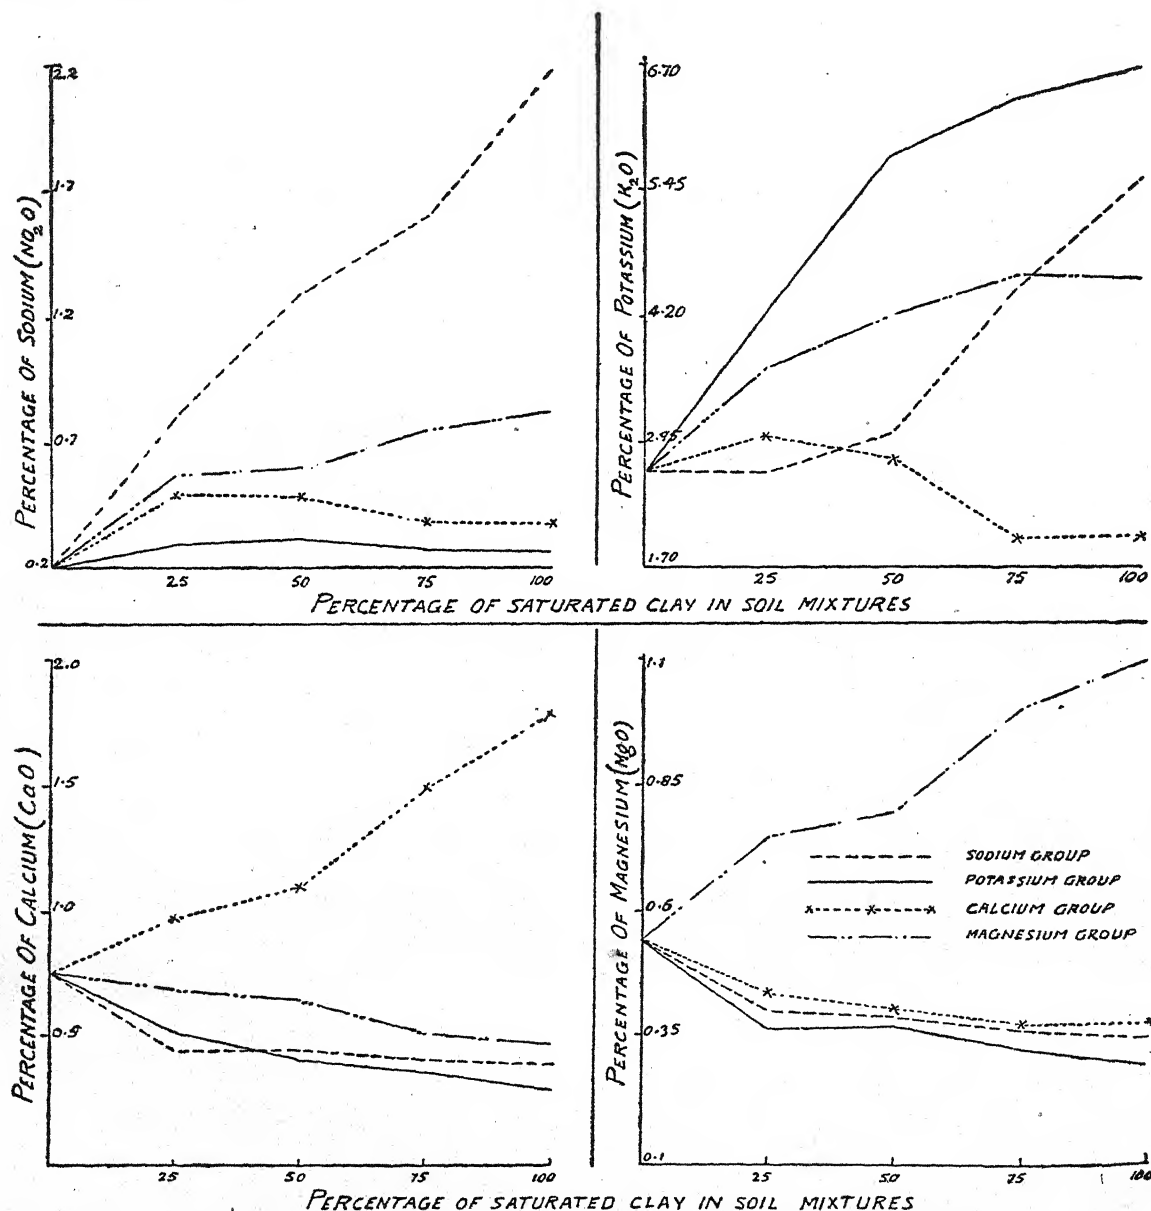 2.2
1.7
1.2
0.7
0.2
PERCENTAGE OF SODIUM (NO2O)
25 50 75 100
6.70
5.45
4.20
2.95
1.70
PERCENTAGE OF POTASSIUM (K2O)
25 50 75 100
PERCENTAGE OF SATURATED CLAY IN SOIL MIXTURES
2.0
1.5
1.0
0.5
PERCENTAGE OF CALCIUM (CaO)
25 50 75 100
1.1
0.85
0.6
0.35
0.1
PERCENTAGE OF MAGNESIUM (MgO)
SODIUM GROUP
POTASSIUM GROUP
CALCIUM GROUP
MAGNESIUM GROUP
25 50 75 100
PERCENTAGE OF SATURATED CLAY IN SOIL MIXTURES